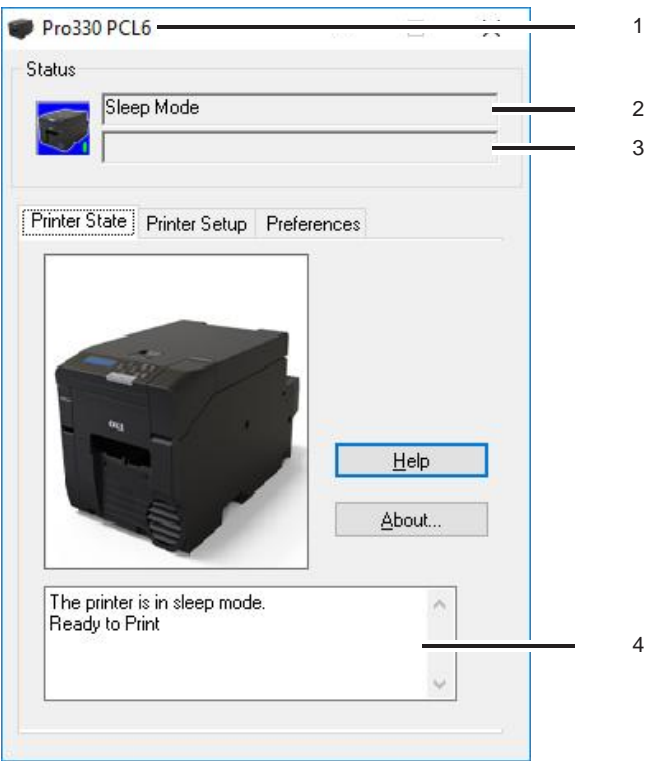 Pro330 PCL6
1
Status
Sleep Mode
2
3
Printer State Printer Setup Preferences
OKI
Help
About...
The printer is in sleep mode.
Ready to Print
4